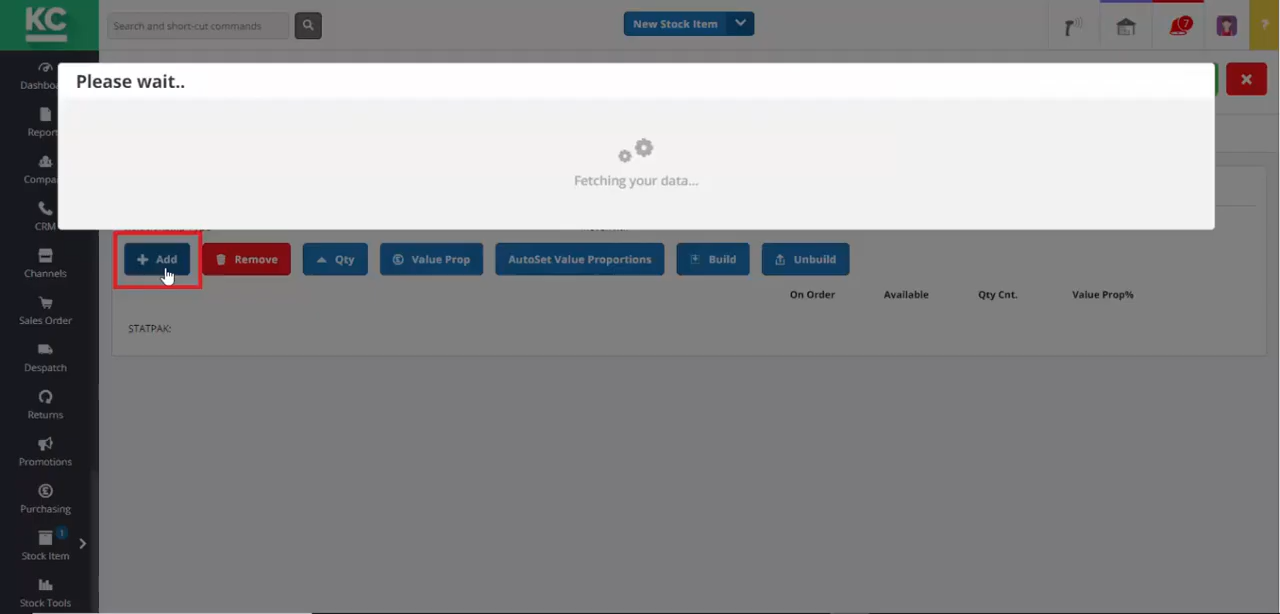 KC
Search and short-cut commands
New Stock Item
7
?
Please wait..
Fetching your data...
Dashbo
Report
Compa
CRM
Channels
Sales Order
Despatch
Returns
Promotions
Purchasing
1
Stock Item
Stock Tools
Add
Remove
Qty
Value Prop
AutoSet Value Proportions
Build
Unbuild
On Order Available Qty Cnt. Value Prop%
STATPAK: